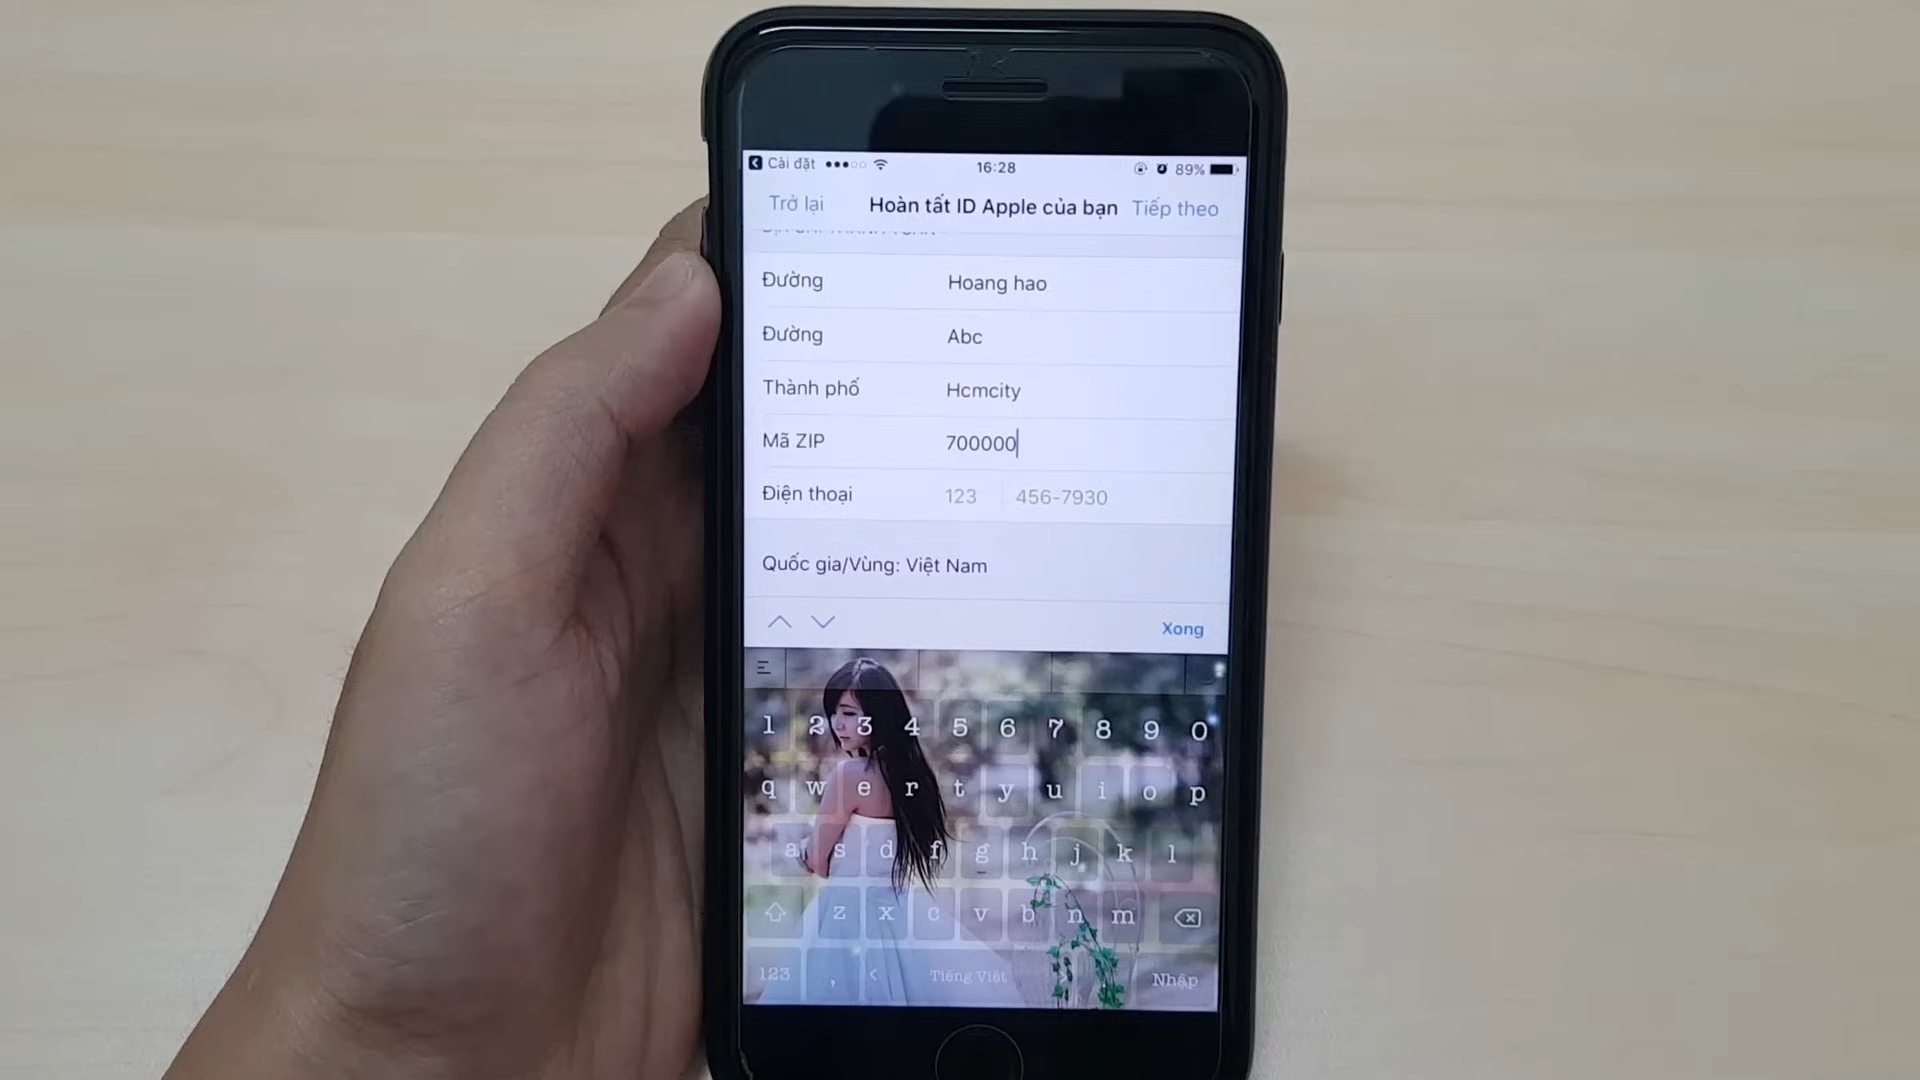 Cài đặt 16:28 89%
Trở lại Hoàn tất ID Apple của bạn Tiếp theo
Đường Hoang hao
Đường Abc
Thành phố Hcmcity
Mã ZIP 700000
Điện thoại 123 456-7930
Quốc gia/Vùng: Việt Nam
Xong
1 2 3 4 5 6 7 8 9 0
q w e r t y u i o p
a s d f g h j k l
z x c v b n m
123 , < Tiếng Việt > Nhập